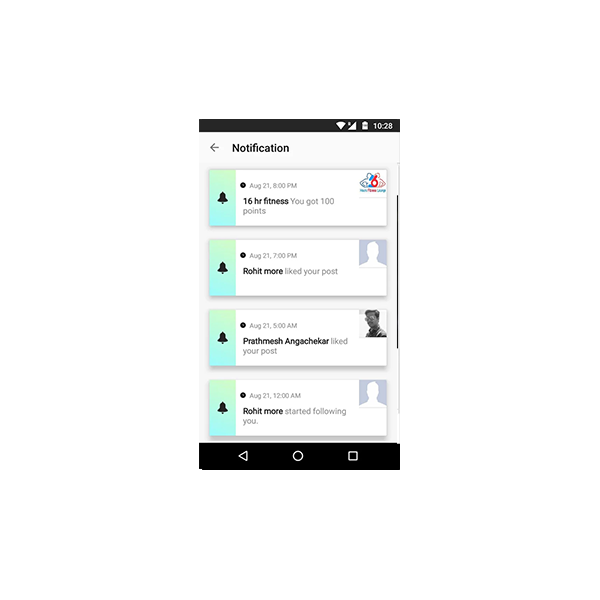 10:28
Notification
Aug 21, 8:00 PM
16 hr fitness You got 100
points
Aug 21, 7:00 PM
Rohit more liked your post
Aug 21, 5:00 AM
Prathmesh Angachekar liked
your post
Aug 21, 12:00 AM
Rohit more started following
you.